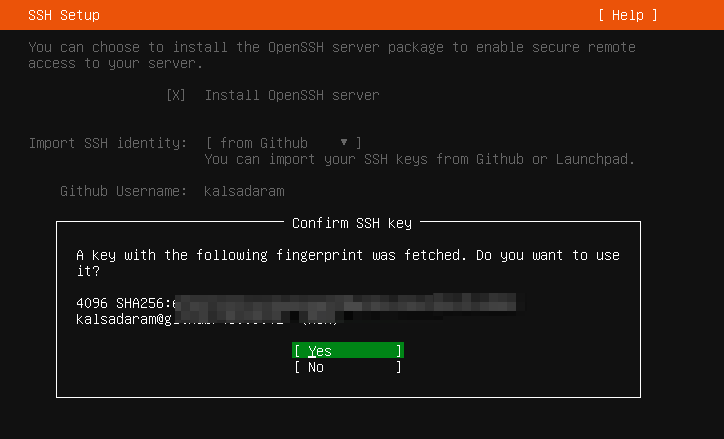 SSH Setup [ Help ]
You can choose to install the OpenSSH server package to enable secure remote
access to your server.
[X] Install OpenSSH server
Import SSH identity: [ from Github ▼ ]
You can import your SSH keys from Github or Launchpad.
Github Username: kalsadaram
Confirm SSH key
A key with the following fingerprint was fetched. Do you want to use
it?
4096 SHA256:
[ Yes ]
[ No ]